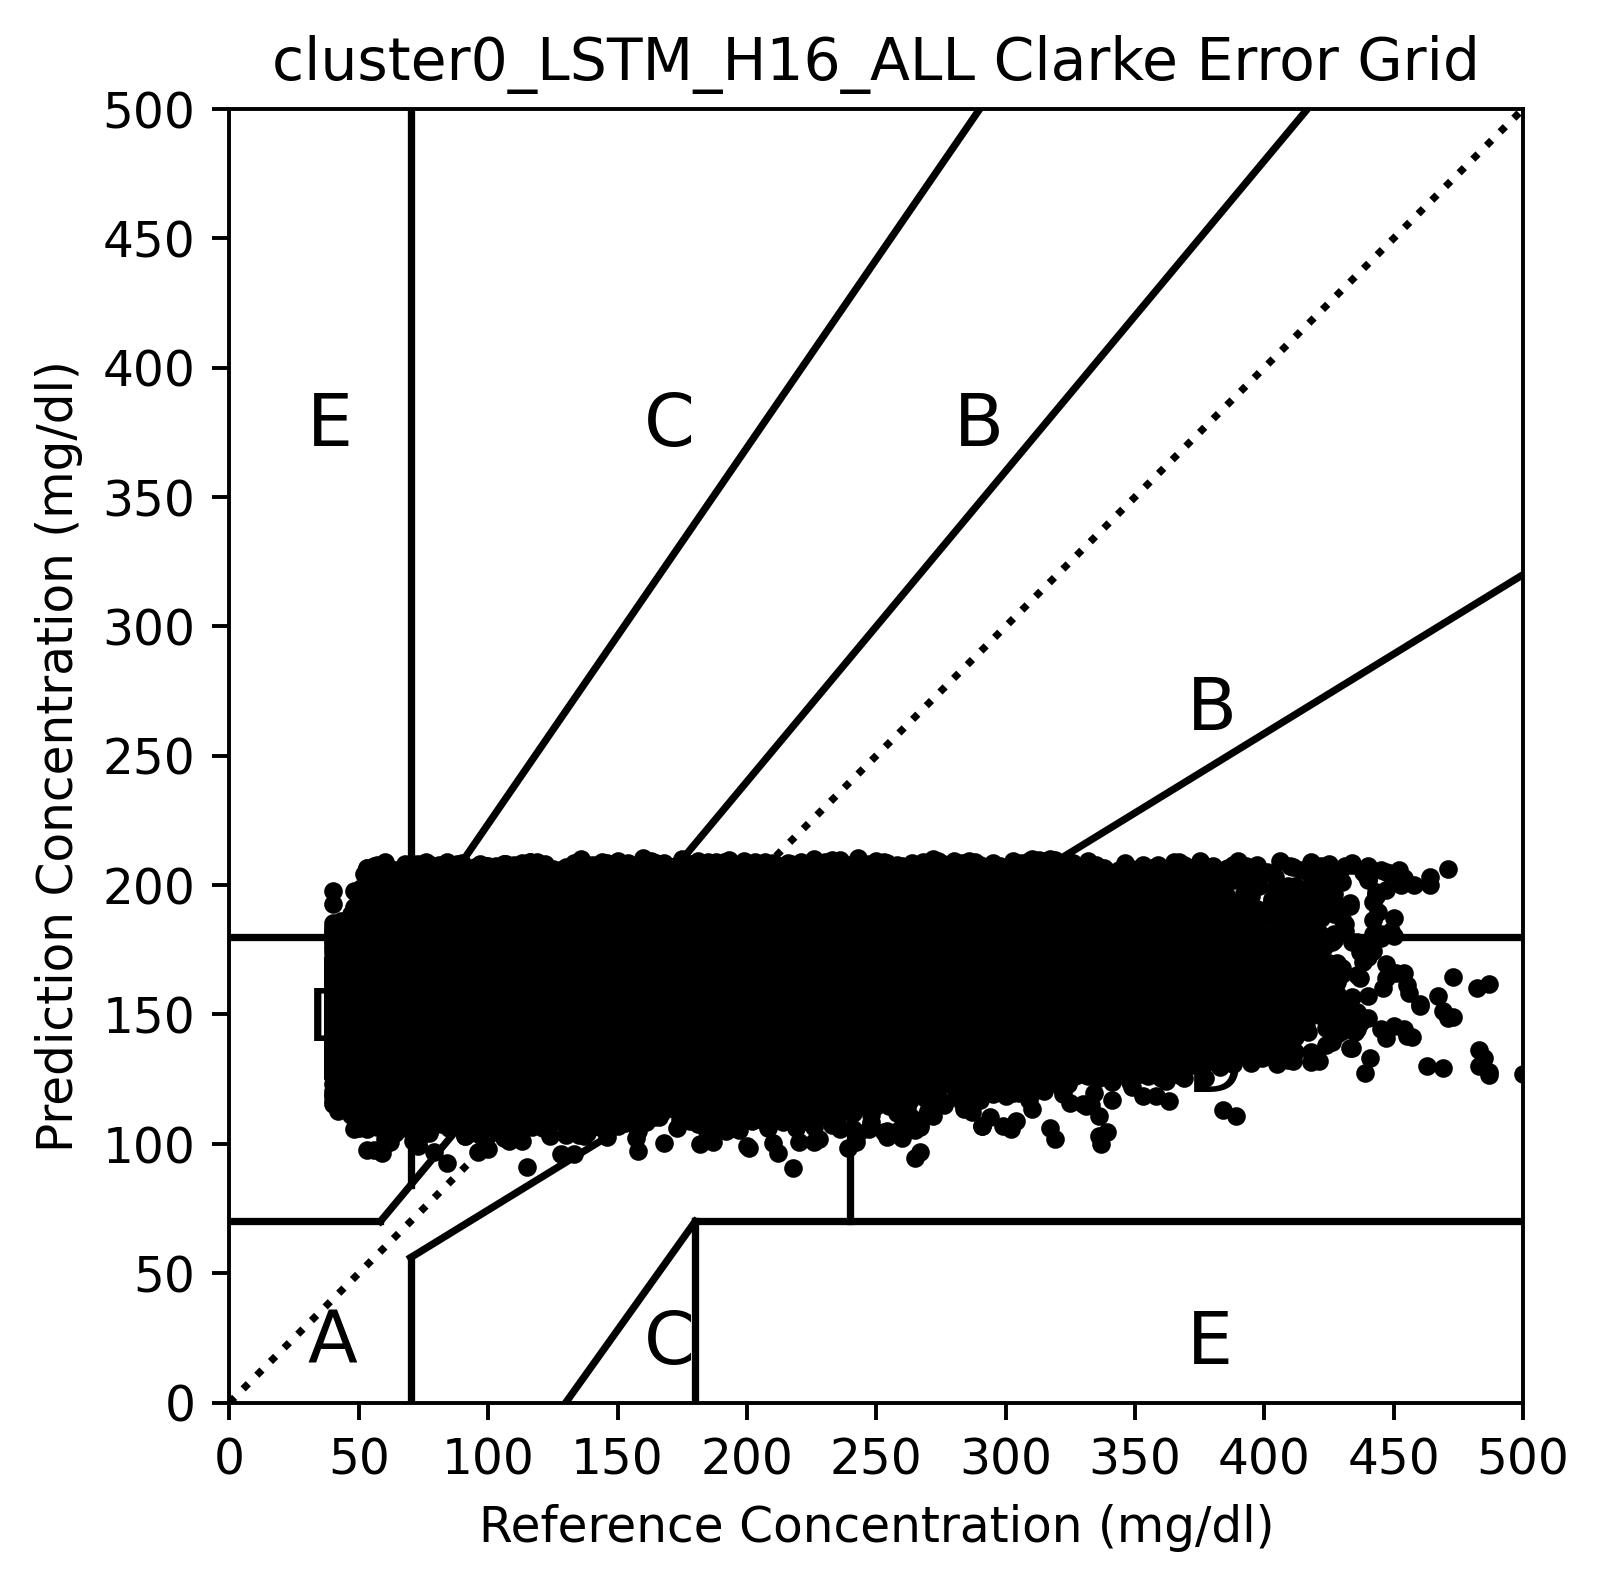 cluster0_LSTM_H16_ALL Clarke Error Grid
500
450
400
350
300
250
200
150
100
50
0
Prediction Concentration (mg/dl)
E
C
B
B
D
A
C
E
0 50 100 150 200 250 300 350 400 450 500
Reference Concentration (mg/dl)